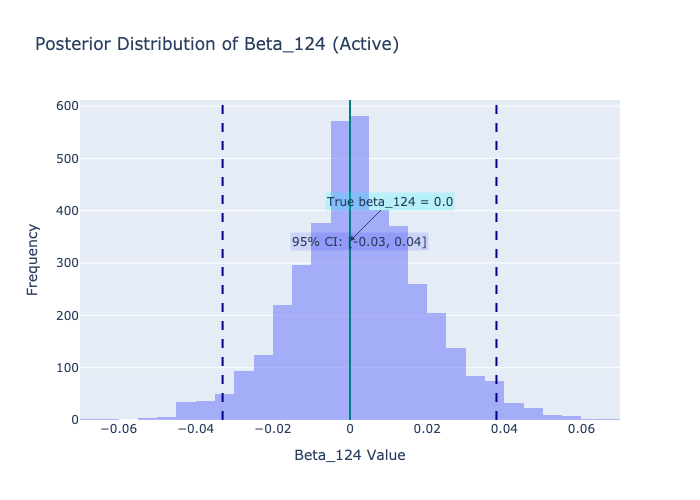 Posterior Distribution of Beta_124 (Active)
600
500
400
300
200
100
0
Frequency
True beta_124 = 0.0
95% CI: [-0.03, 0.04]
−0.06
−0.04
−0.02
0
0.02
0.04
0.06
Beta_124 Value